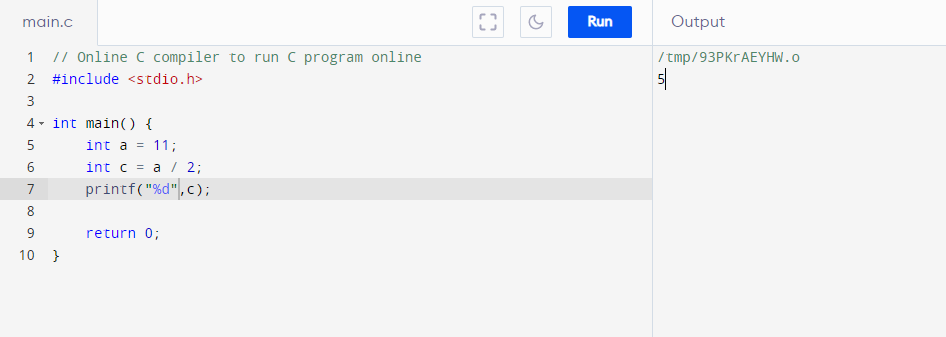 main.c
Run
Output
1 // Online C compiler to run C program online
2 #include <stdio.h>
3
4 int main() {
5 int a = 11;
6 int c = a / 2;
7 printf("%d",c);
8
9 return 0;
10 }
/tmp/93PKrAEYHW.o
5